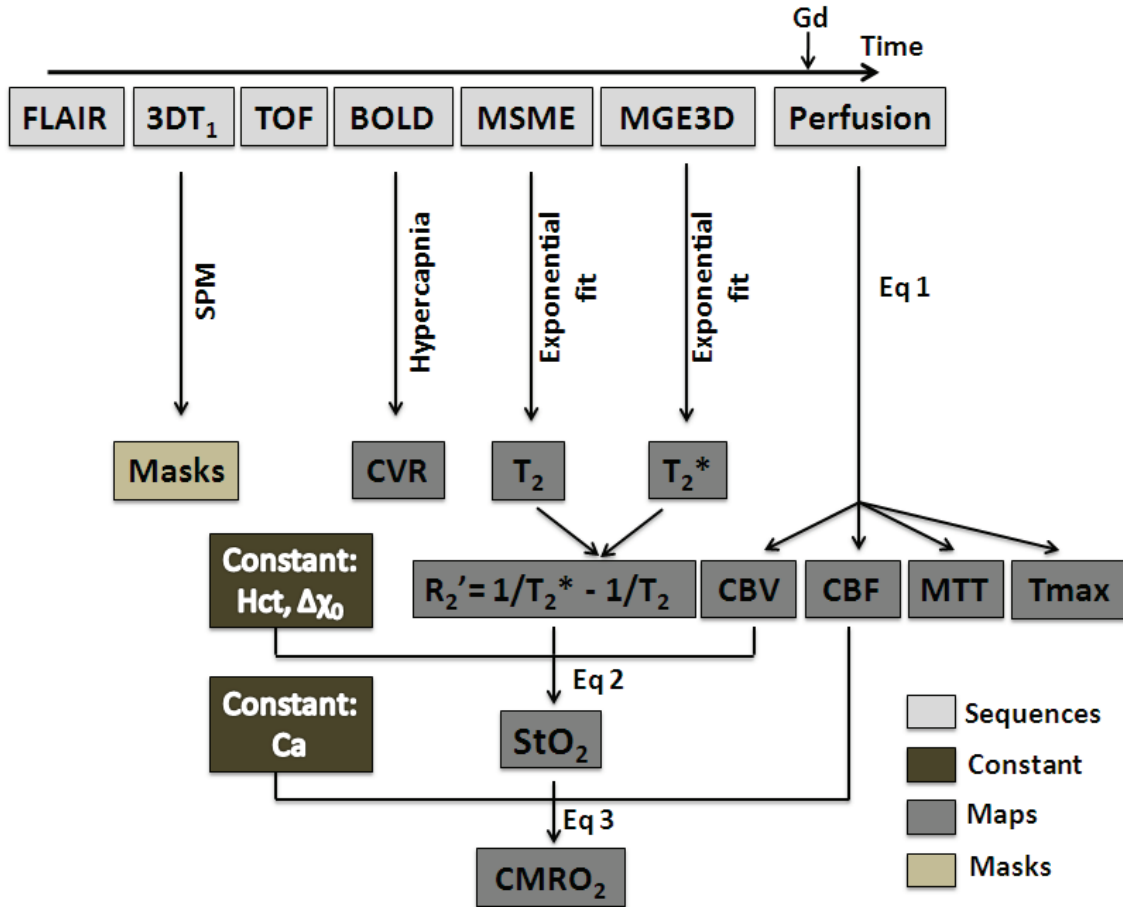 Gd
Time
FLAIR 3DT₁ TOF BOLD MSME MGE3D Perfusion
SPM
Hypercapnia
Exponential
fit
Exponential
fit
Eq 1
Masks CVR T₂ T₂*
Constant:
Hct, Δχ₀
R₂’= 1/T₂* - 1/T₂ CBV CBF MTT Tmax
Eq 2
Constant:
Ca
StO₂
Eq 3
CMRO₂
Sequences
Constant
Maps
Masks